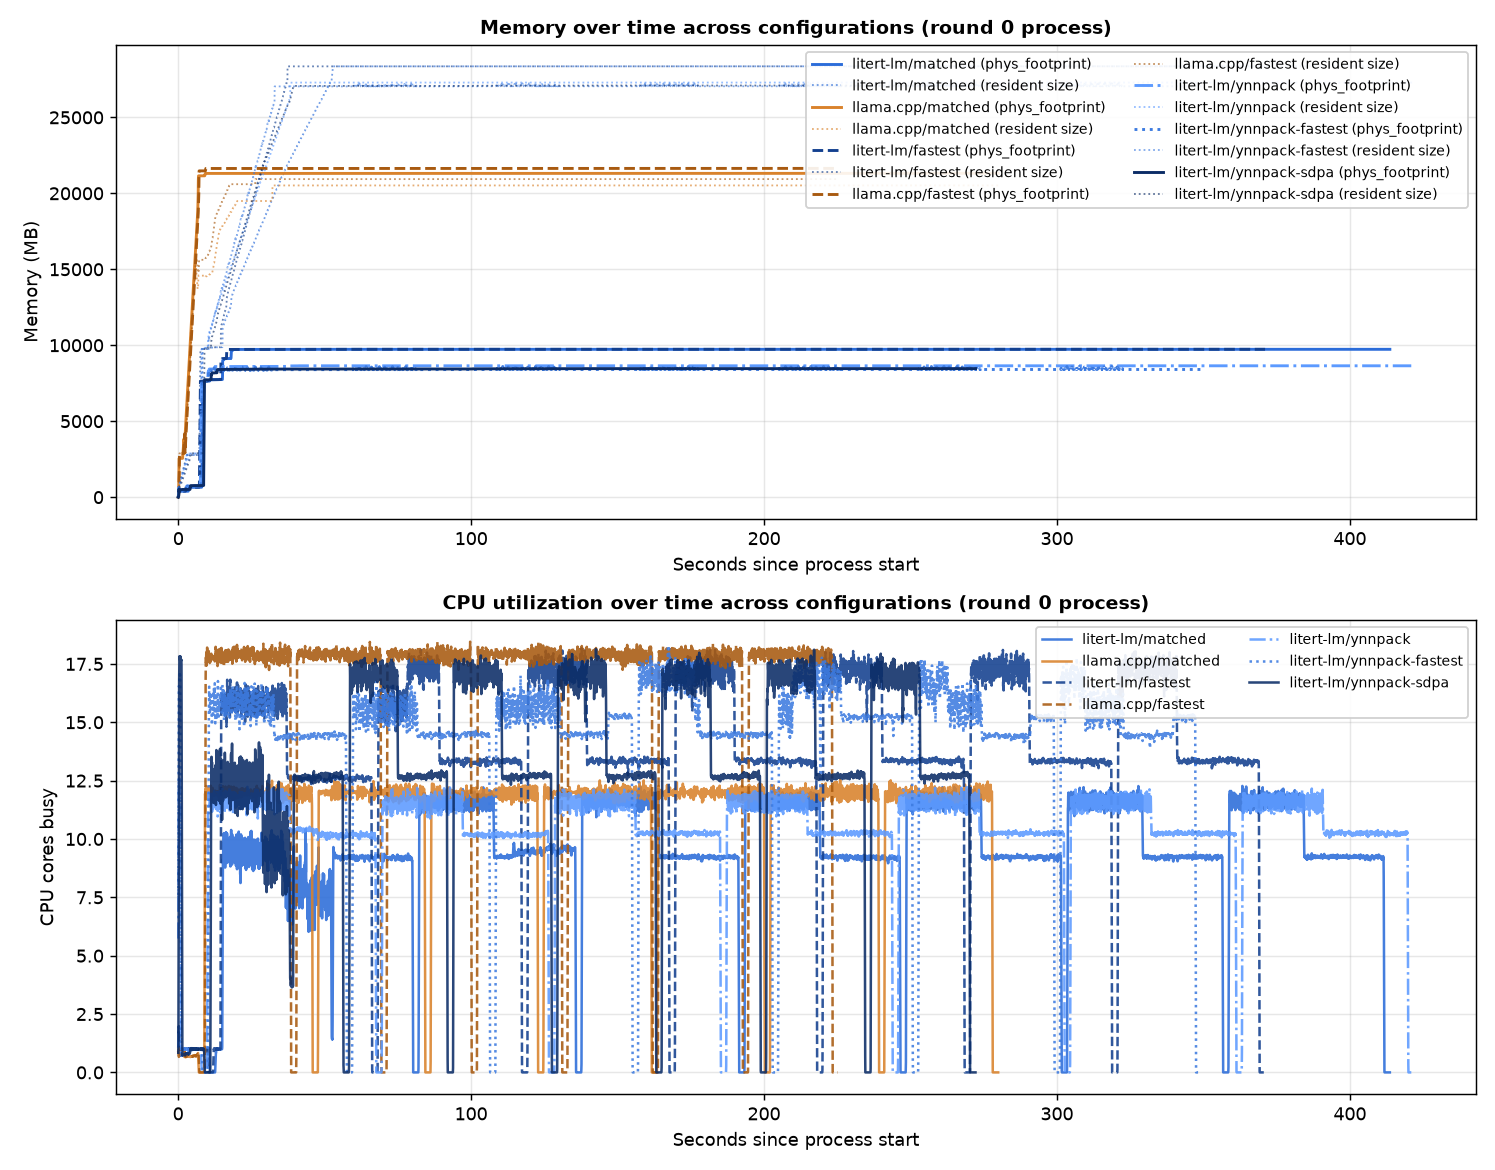 Memory over time across configurations (round 0 process)
litert-lm/matched (phys_footprint)
litert-lm/matched (resident size)
llama.cpp/matched (phys_footprint)
llama.cpp/matched (resident size)
litert-lm/fastest (phys_footprint)
litert-lm/fastest (resident size)
llama.cpp/fastest (phys_footprint)
llama.cpp/fastest (resident size)
litert-lm/ynnpack (phys_footprint)
litert-lm/ynnpack (resident size)
litert-lm/ynnpack-fastest (phys_footprint)
litert-lm/ynnpack-fastest (resident size)
litert-lm/ynnpack-sdpa (phys_footprint)
litert-lm/ynnpack-sdpa (resident size)
Memory (MB)
25000
20000
15000
10000
5000
0
0 100 200 300 400
Seconds since process start
CPU utilization over time across configurations (round 0 process)
litert-lm/matched
llama.cpp/matched
litert-lm/fastest
llama.cpp/fastest
litert-lm/ynnpack
litert-lm/ynnpack-fastest
litert-lm/ynnpack-sdpa
CPU cores busy
17.5
15.0
12.5
10.0
7.5
5.0
2.5
0.0
0 100 200 300 400
Seconds since process start